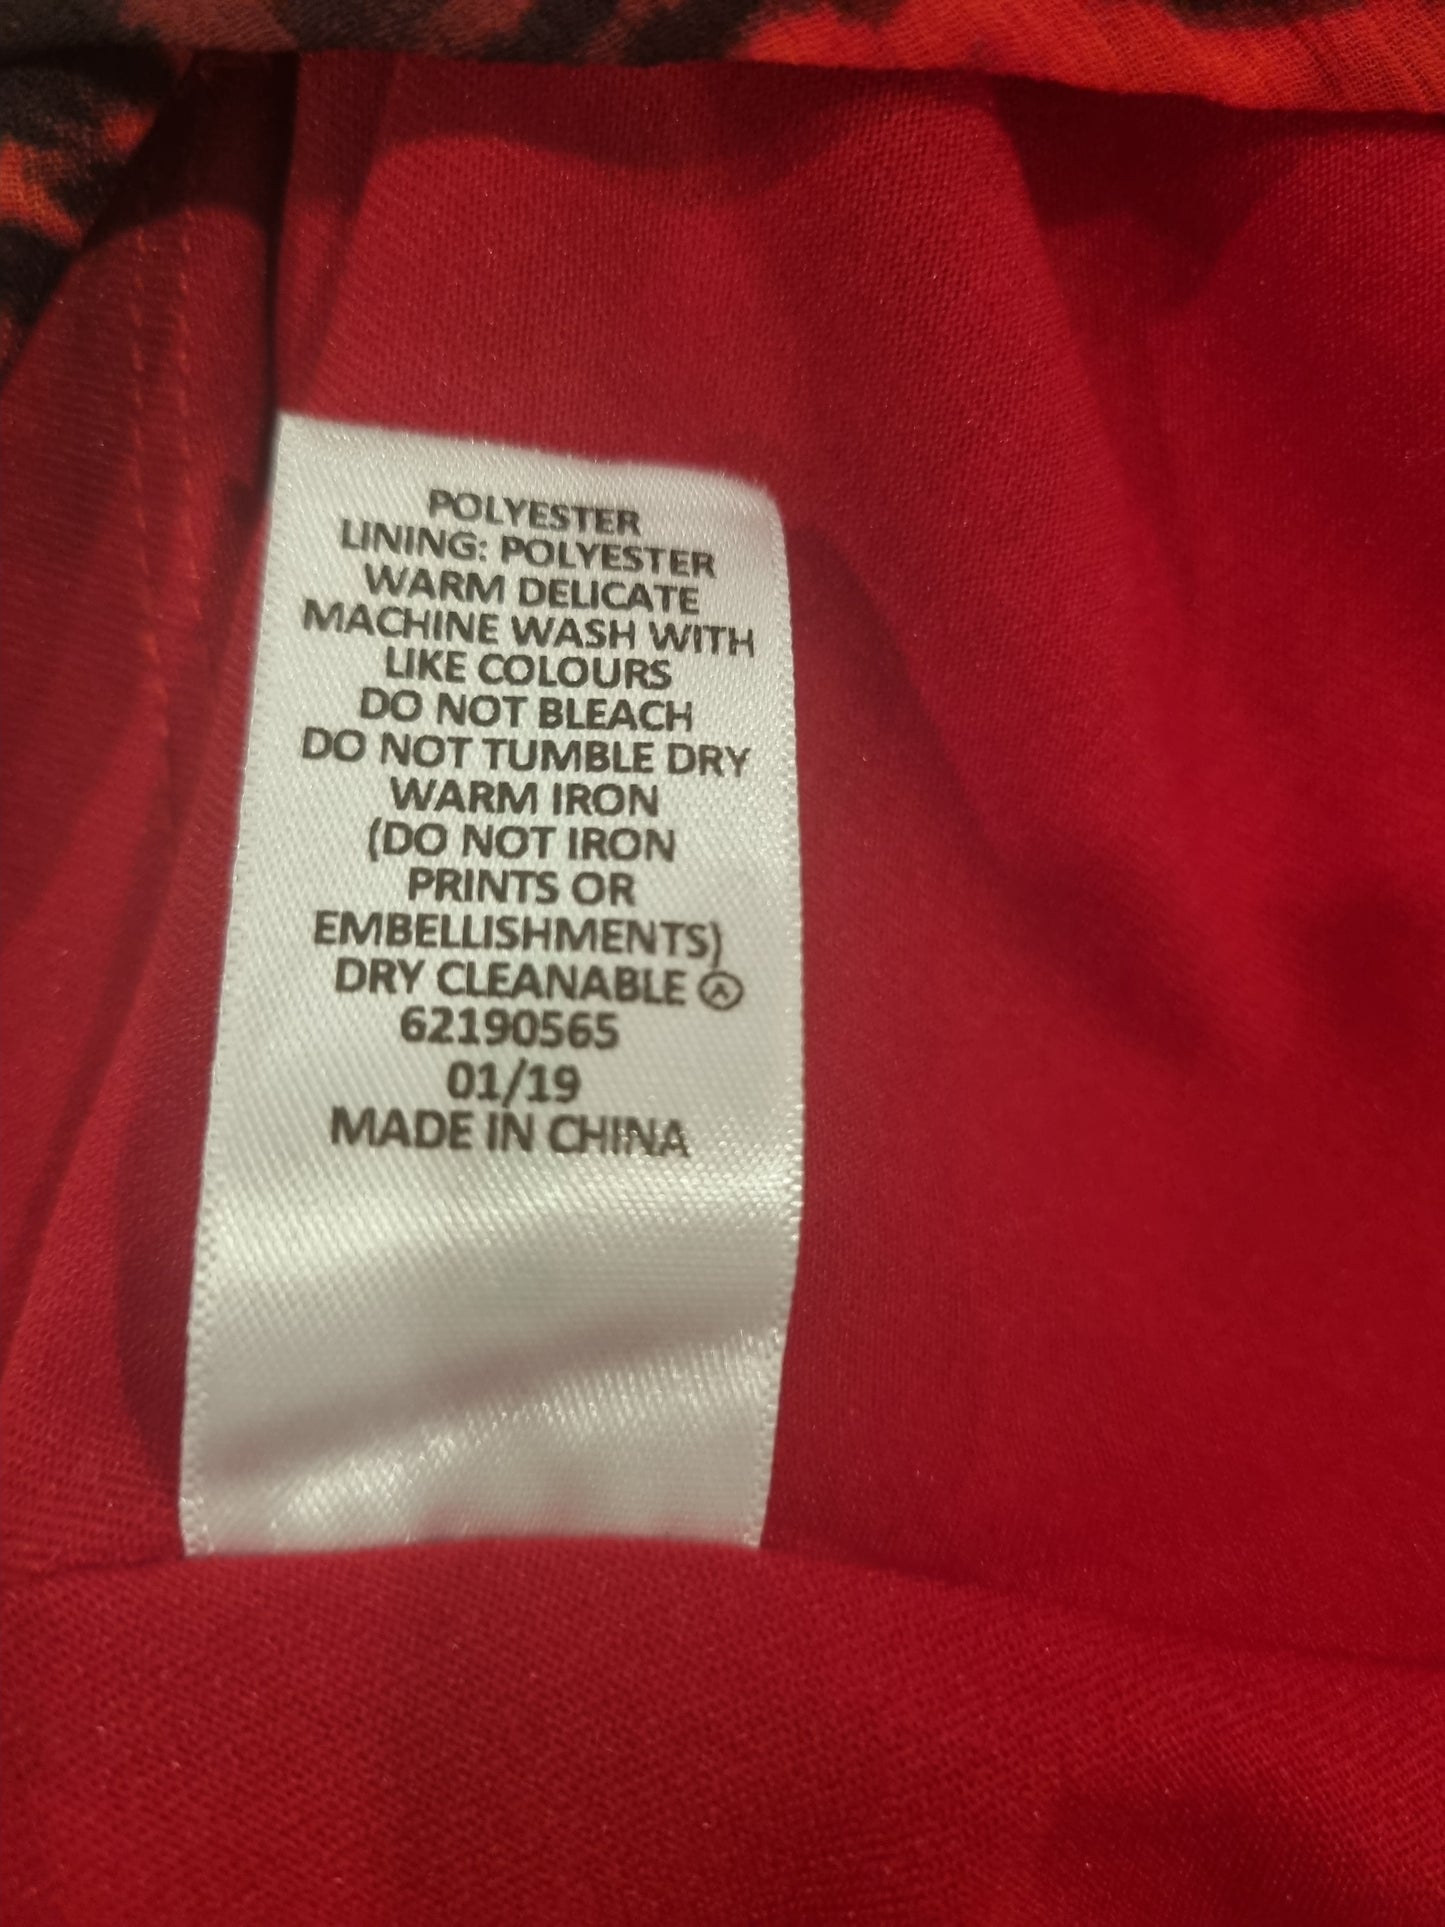 POLYESTER
LINING: POLYESTER
WARM DELICATE
MACHINE WASH WITH
LIKE COLOURS
DO NOT BLEACH
DO NOT TUMBLE DRY
WARM IRON
(DO NOT IRON
PRINTS OR
EMBELLISHMENTS)
DRY CLEANABLE Ⓐ
62190565
01/19
MADE IN CHINA